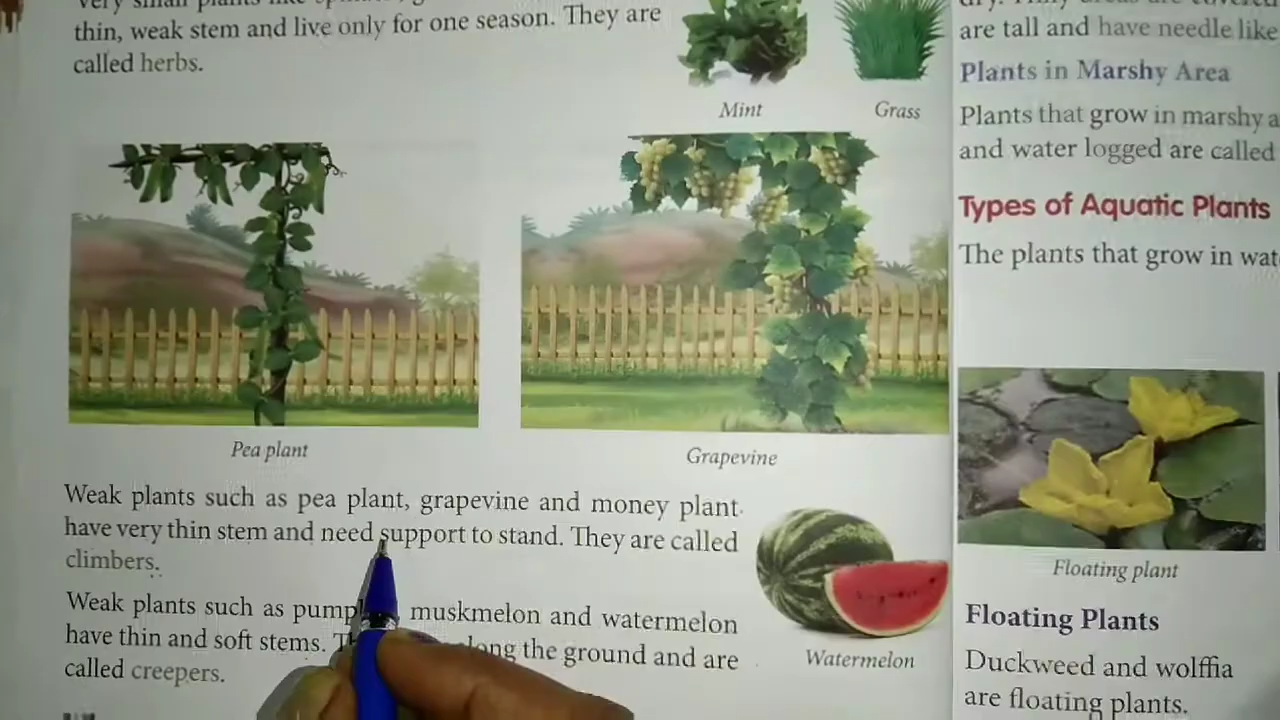 thin, weak stem and live only for one season. They are
called herbs.
Mint
Grass
Pea plant
Grapevine
Weak plants such as pea plant, grapevine and money plant
have very thin stem and need support to stand. They are called
climbers.
Weak plants such as muskmelon and watermelon
have thin and soft stems. the ground and are
called creepers.
Watermelon
are tall and have needle like
Plants in Marshy Area
Plants that grow in marshy
and water logged are called
Types of Aquatic Plants
The plants that grow in
Floating plant
Floating Plants
Duckweed and wolffia
are floating plants.